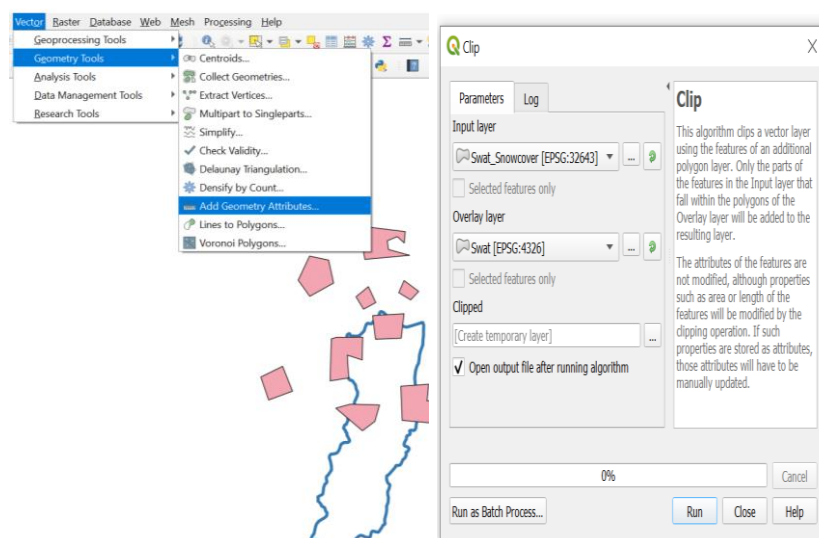 Vector Raster Database Web Mesh Processing Help
Geoprocessing Tools
Geometry Tools
Analysis Tools
Data Management Tools
Research Tools
Centroids...
Collect Geometries...
Extract Vertices...
Multipart to Singleparts...
Simplify...
Check Validity...
Delaunay Triangulation...
Densify by Count...
Add Geometry Attributes...
Lines to Polygons...
Voronoi Polygons...
Clip
Parameters Log
Input layer
Swat_Snowcover [EPSG:32643]
...
Selected features only
Overlay layer
Swat [EPSG:4326]
...
Selected features only
Clipped
[Create temporary layer]
...
Open output file after running algorithm
Clip
This algorithm clips a vector layer
using the features of an additional
polygon layer. Only the parts of
the features in the Input layer that
fall within the polygons of the
Overlay layer will be added to the
resulting layer.
The attributes of the features are
not modified, although properties
such as area or length of the
features will be modified by the
clipping operation. If such
properties are stored as attributes,
those attributes will have to be
manually updated.
0%
Cancel
Run as Batch Process...
Run
Close
Help